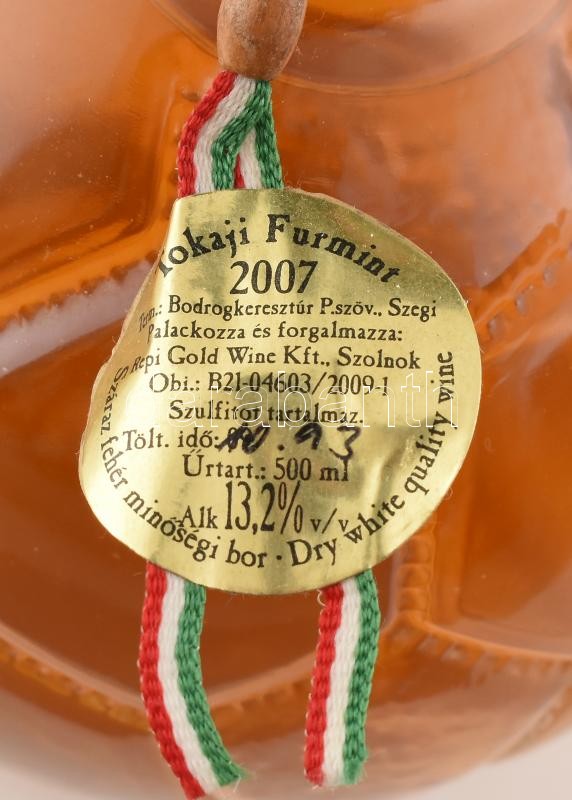 Tokaji Furmint
2007
Term.: Bodrogkeresztúr P.szöv., Szegi
Palackozza és forgalmazza:
Repi Gold Wine Kft., Szolnok
Obi.: B21-04603/2009-1
Szulfitot tartalmaz.
Tölt. idő: 10.93
Űrtart.: 500 ml
Alk 13,2% v/v
Száraz fehér minőségi bor · Dry white quality wine